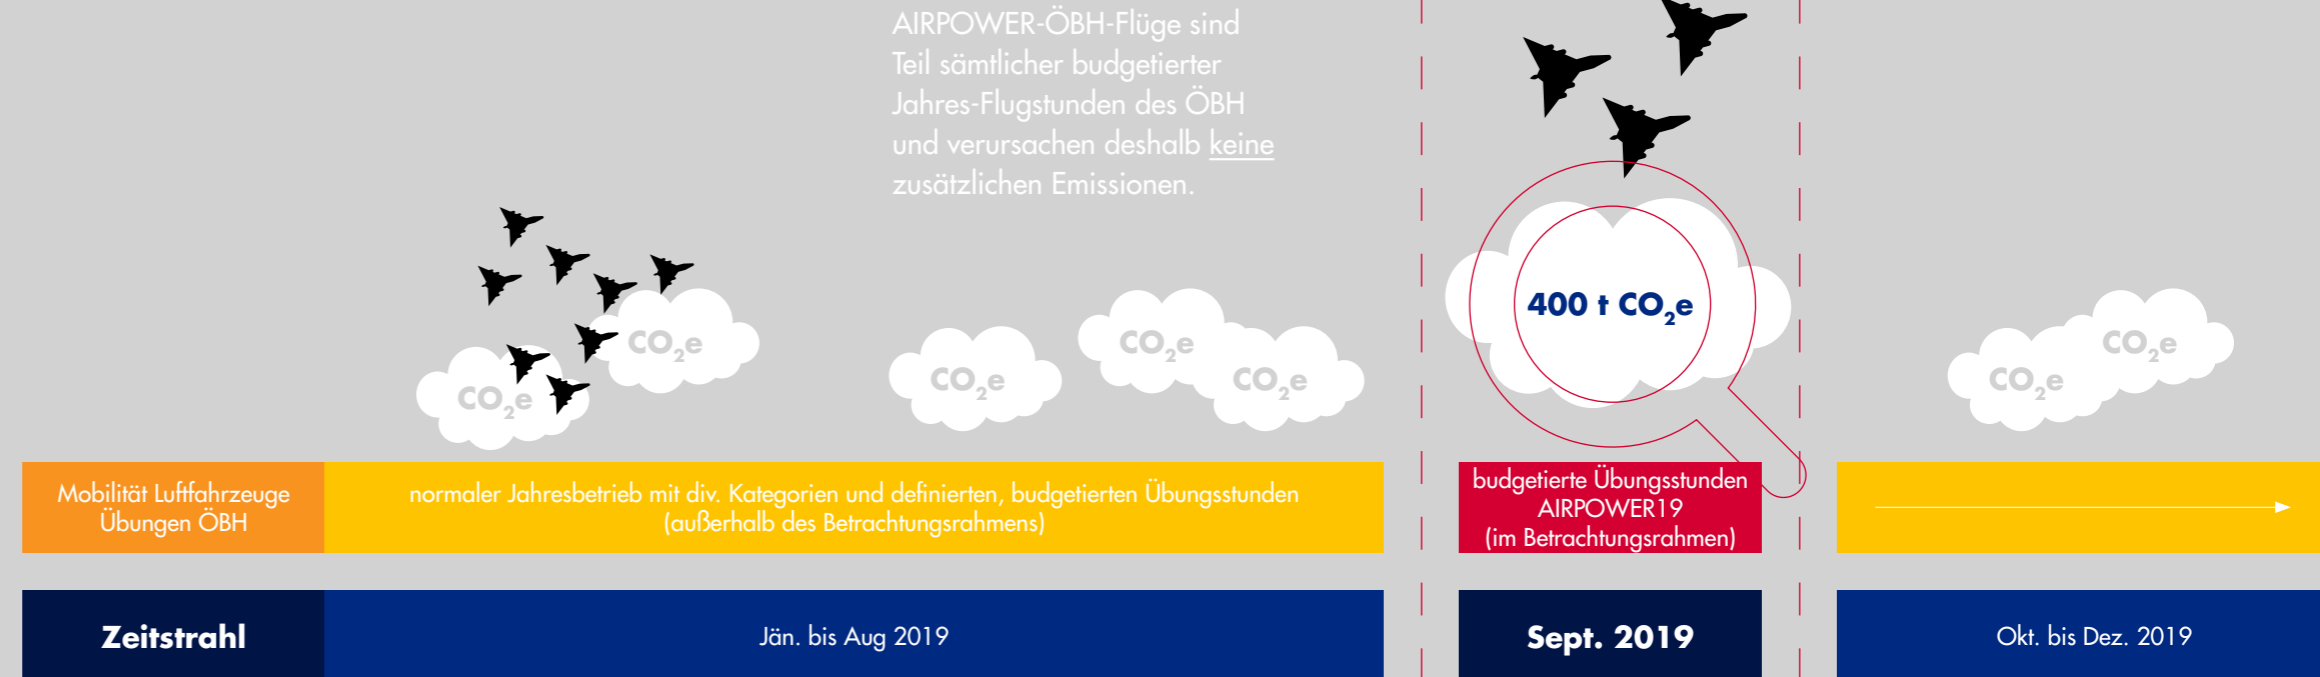 AIRPOWER-ÖBH-Flüge sind
Teil sämtlicher budgetierter
Jahres-Flugstunden des ÖBH
und verursachen deshalb keine
zusätzlichen Emissionen.
CO₂e
CO₂e
CO₂e
CO₂e
CO₂e
400 t CO₂e
CO₂e
CO₂e
Mobilität Luftfahrzeuge
Übungen ÖBH
normaler Jahresbetrieb mit div. Kategorien und definierten, budgetierten Übungsstunden
(außerhalb des Betrachtungsrahmens)
budgetierte Übungsstunden
AIRPOWER19
(im Betrachtungsrahmen)
Zeitstrahl
Jän. bis Aug 2019
Sept. 2019
Okt. bis Dez. 2019